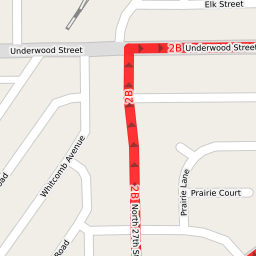 Elk Street
Underwood Street
2B
Underwood Street
2B
Whitcomb Avenue
Prairie Lane
Prairie Court
2B
North 27th S
Road
Road